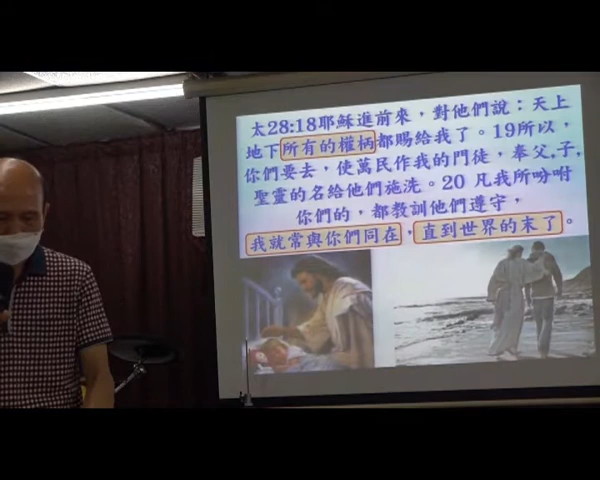 太28:18耶穌進前來，對他們說：天上
地下所有的權柄都賜給我了。19所以，
你們要去，使萬民作我的門徒，奉父,子,
聖靈的名給他們施洗。20 凡我所吩咐
你們的，都教訓他們遵守，
我就常與你們同在，直到世界的末了。